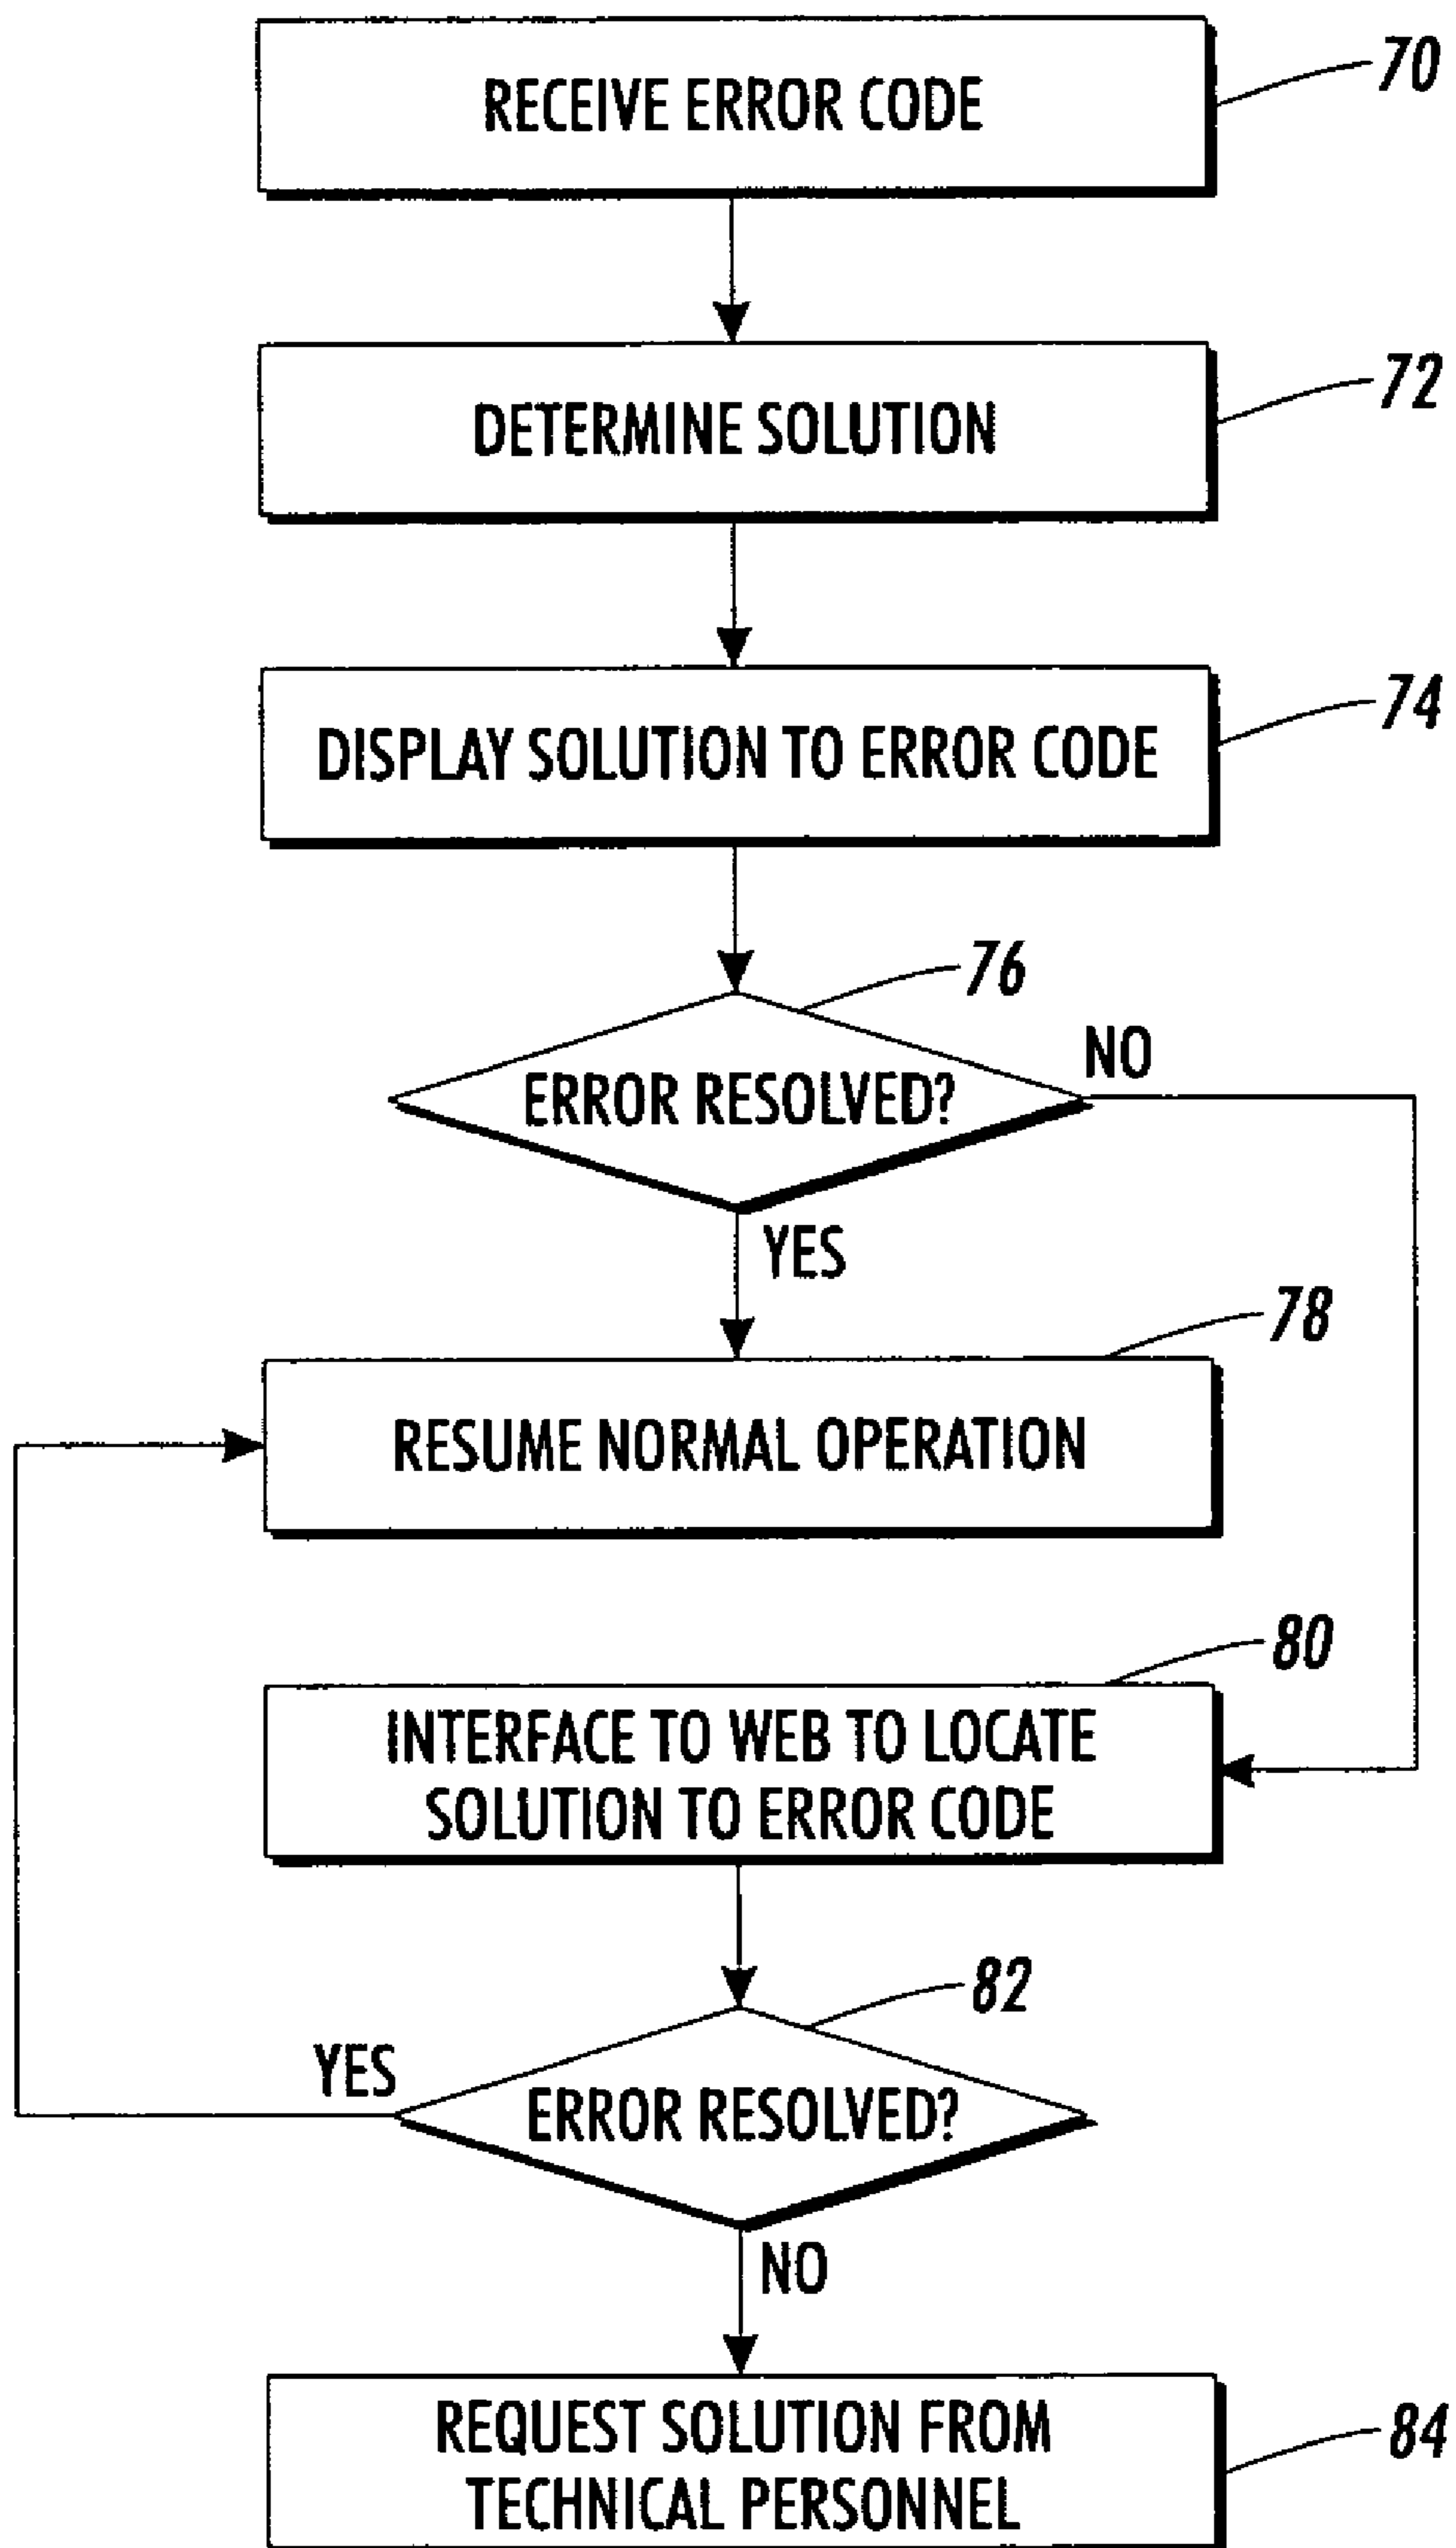 RECEIVE ERROR CODE
70
DETERMINE SOLUTION
72
DISPLAY SOLUTION TO ERROR CODE
74
76
ERROR RESOLVED?
NO
YES
78
RESUME NORMAL OPERATION
80
INTERFACE TO WEB TO LOCATE
SOLUTION TO ERROR CODE
82
YES
ERROR RESOLVED?
NO
REQUEST SOLUTION FROM
TECHNICAL PERSONNEL
84